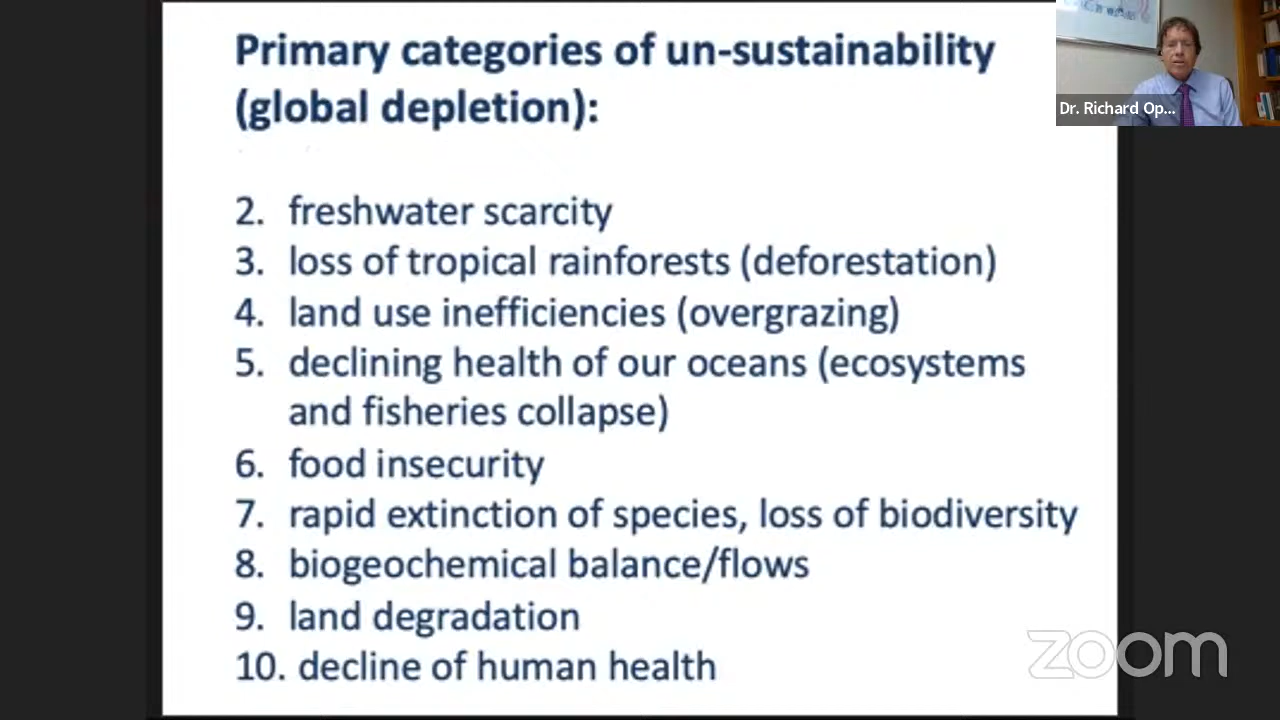 Primary categories of un-sustainability
(global depletion):
2. freshwater scarcity
3. loss of tropical rainforests (deforestation)
4. land use inefficiencies (overgrazing)
5. declining health of our oceans (ecosystems
and fisheries collapse)
6. food insecurity
7. rapid extinction of species, loss of biodiversity
8. biogeochemical balance/flows
9. land degradation
10. decline of human health
Dr. Richard Op...
zoom